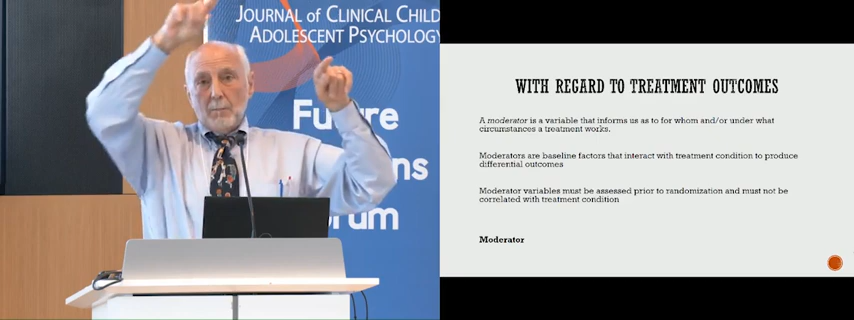 JOURNAL of CLINICAL CHILD
ADOLESCENT PSYCHOLOGY
Future
ns
rum
WITH REGARD TO TREATMENT OUTCOMES
A moderator is a variable that informs us as to for whom and/or under what
circumstances a treatment works.
Moderators are baseline factors that interact with treatment condition to produce
differential outcomes
Moderator variables must be assessed prior to randomization and must not be
correlated with treatment condition
Moderator